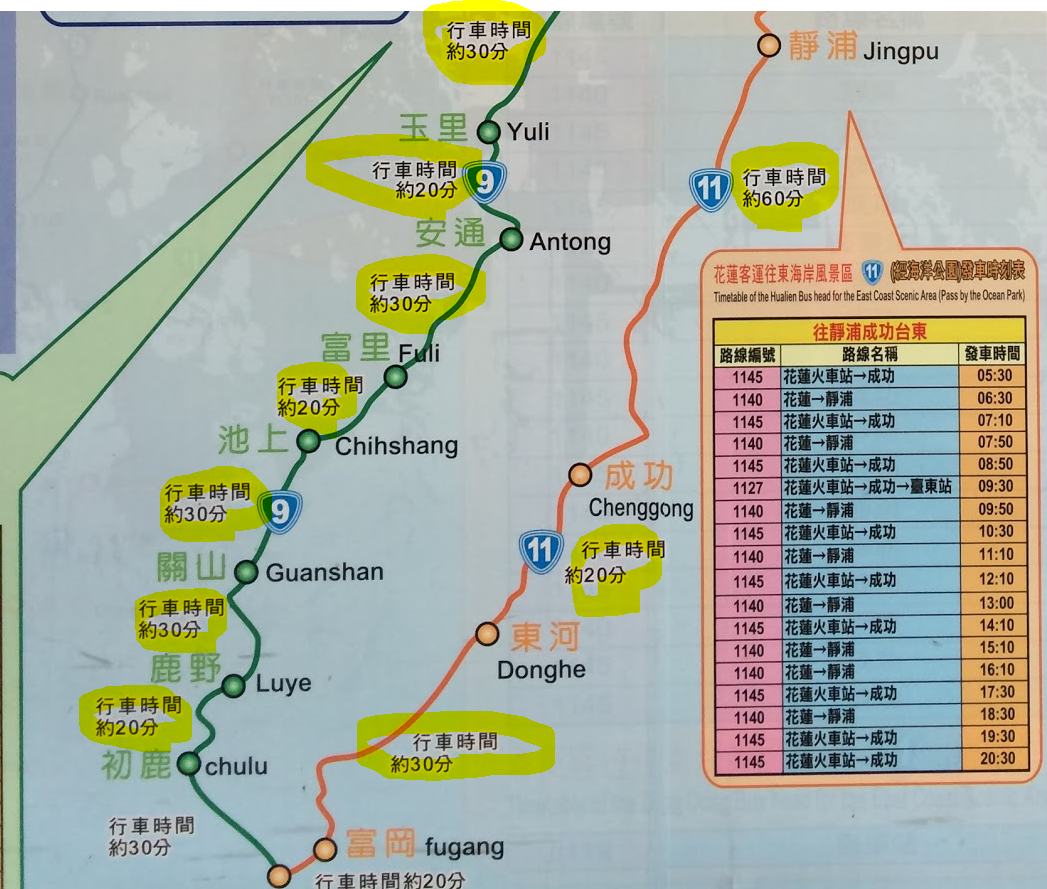 行車時間
約30分
靜浦 Jingpu
玉里 Yuli
行車時間
約20分
9
11
行車時間
約60分
安通 Antong
行車時間
約30分
花蓮客運往東海岸風景區 11 (經海洋公園)發車時刻表
Timetable of the Hualien Bus head for the East Coast Scenic Area (Pass by the Ocean Park)
往靜浦成功台東
路線編號 路線名稱 發車時間
1145 花蓮火車站→成功 05:30
1140 花蓮→靜浦 06:30
1145 花蓮火車站→成功 07:10
1140 花蓮→靜浦 07:50
1145 花蓮火車站→成功 08:50
1127 花蓮火車站→成功→臺東站 09:30
1140 花蓮→靜浦 09:50
1145 花蓮火車站→成功 10:30
1140 花蓮→靜浦 11:10
1145 花蓮火車站→成功 12:10
1140 花蓮→靜浦 13:00
1145 花蓮火車站→成功 14:10
1140 花蓮→靜浦 15:10
1140 花蓮→靜浦 16:10
1145 花蓮火車站→成功 17:30
1140 花蓮→靜浦 18:30
1145 花蓮火車站→成功 19:30
1145 花蓮火車站→成功 20:30
富里 Fuli
行車時間
約20分
池上 Chihshang
成功
Chenggong
行車時間
約30分
9
11
行車時間
約20分
關山 Guanshan
行車時間
約30分
東河
Donghe
鹿野 Luye
行車時間
約20分
行車時間
約30分
初鹿 chulu
行車時間
約30分
富岡 fugang
行車時間約20分